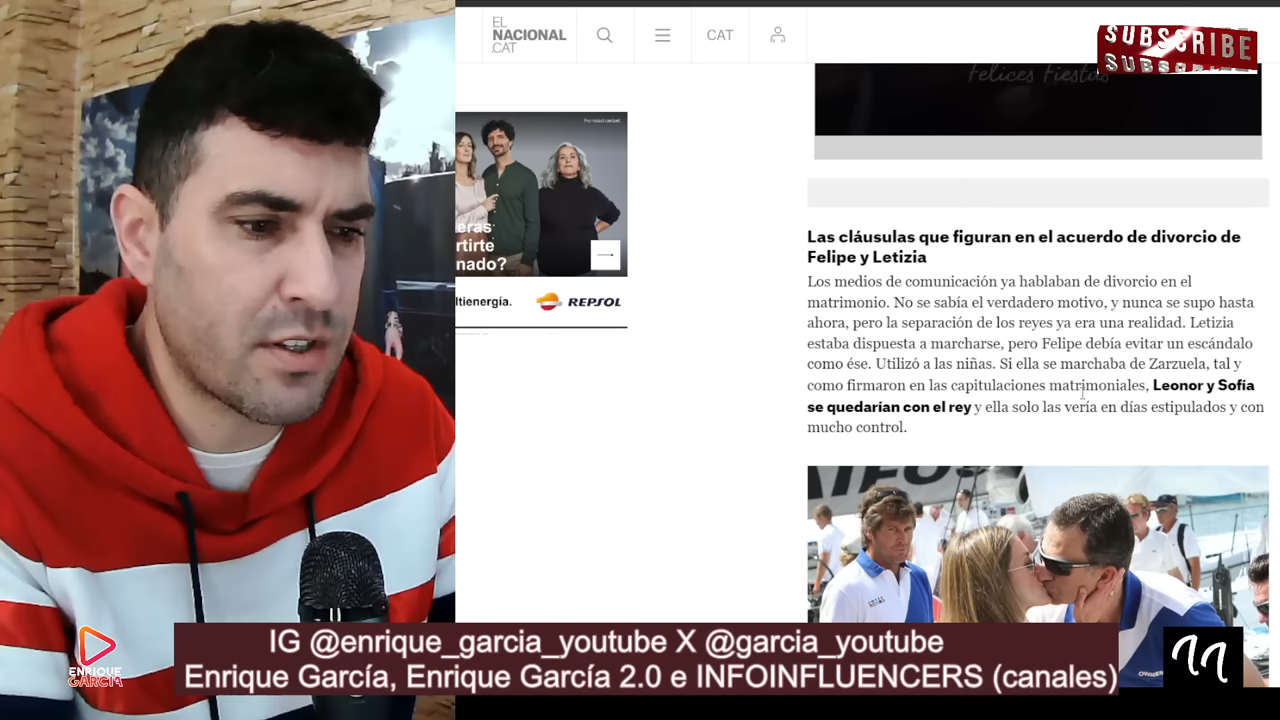 EL
NACIONAL
.CAT
CAT
SUBSCRIBE
SUBSCRIBE
Felices Fiestas
Promoted content
eras
rtirte
nado?
ltienergía.
REPSOL
Las cláusulas que figuran en el acuerdo de divorcio de
Felipe y Letizia
Los medios de comunicación ya hablaban de divorcio en el
matrimonio. No se sabía el verdadero motivo, y nunca se supo hasta
ahora, pero la separación de los reyes ya era una realidad. Letizia
estaba dispuesta a marcharse, pero Felipe debía evitar un escándalo
como ése. Utilizó a las niñas. Si ella se marchaba de Zarzuela, tal y
como firmaron en las capitulaciones matrimoniales, Leonor y Sofía
se quedarían con el rey y ella solo las vería en días estipulados y con
mucho control.
OWNER
IG @enrique_garcia_youtube X @garcia_youtube
Enrique García, Enrique García 2.0 e INFOINFLUENCERS (canales)
ENRIQUE
GARCÍA